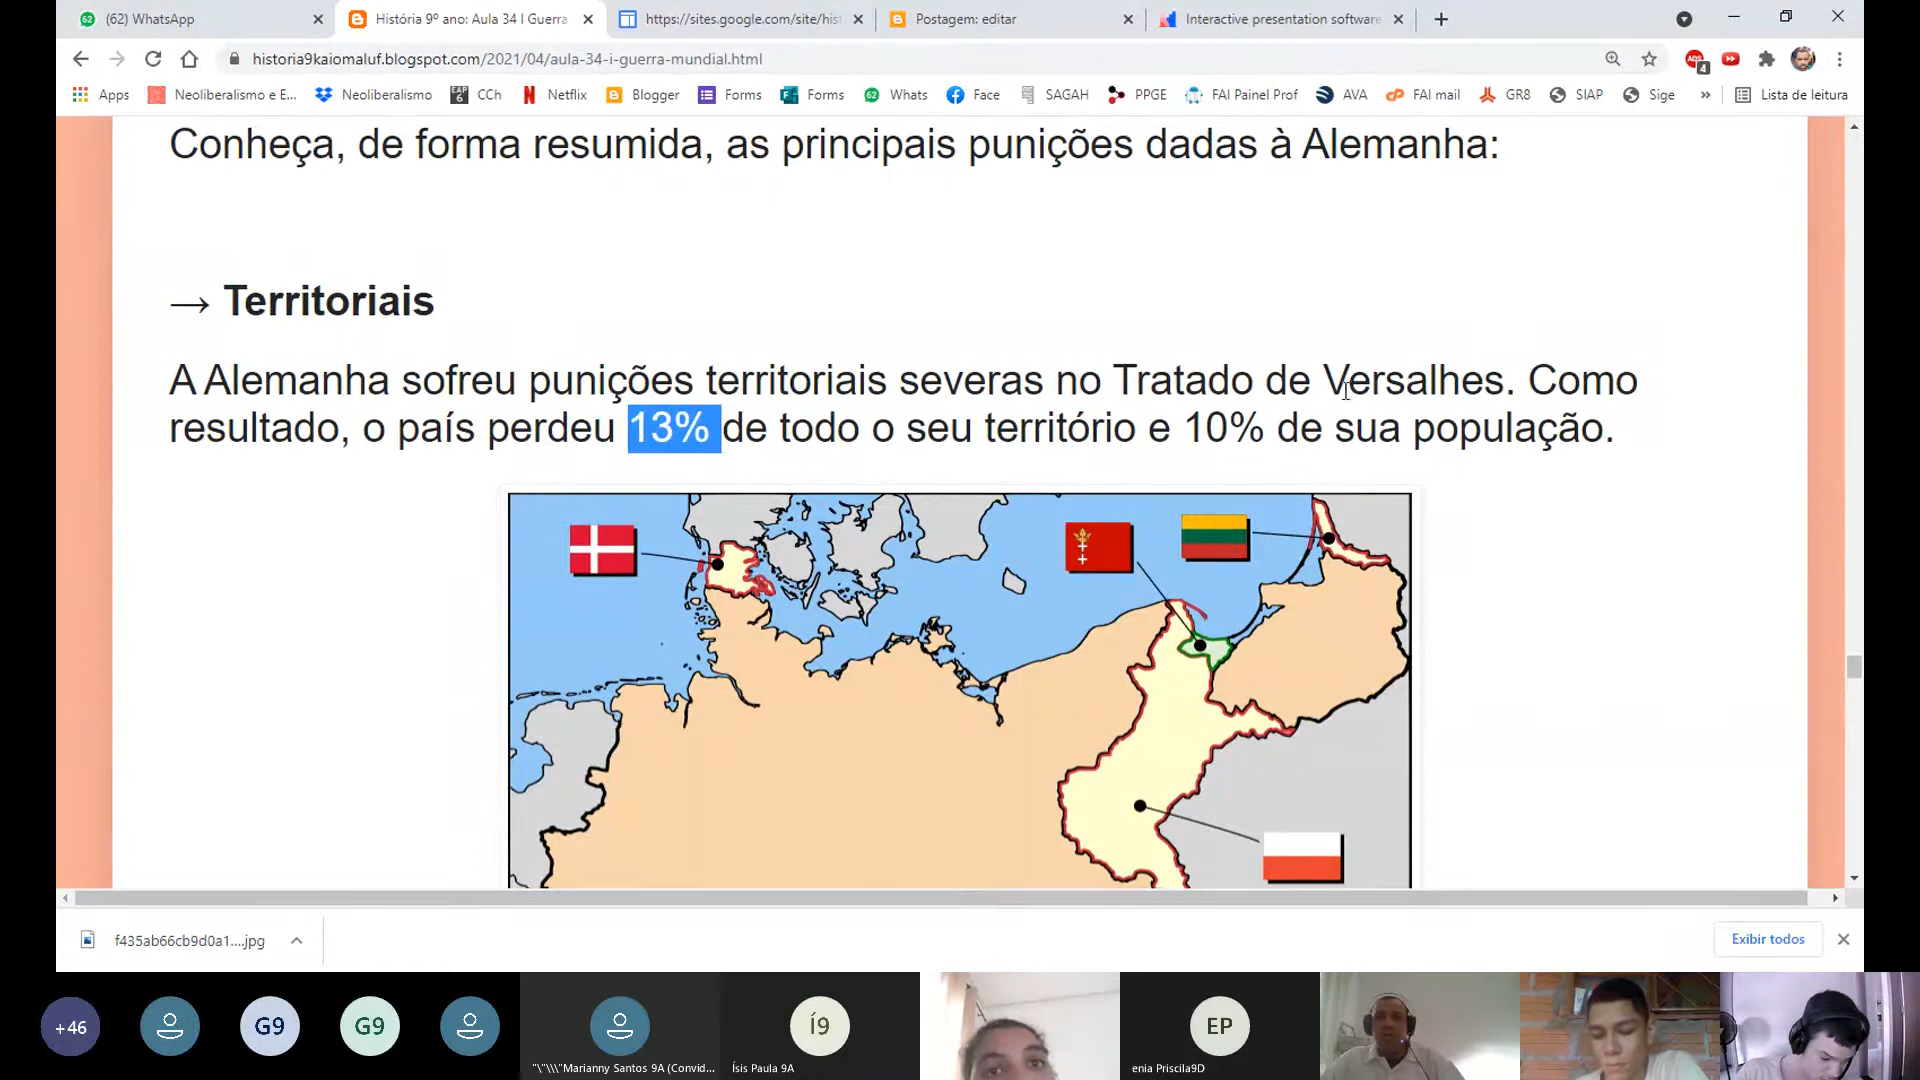 (62) WhatsApp
História 9º ano: Aula 34 I Guerra
https://sites.google.com/site/his
Postagem: editar
Interactive presentation software
historia9kaiomaluf.blogspot.com/2021/04/aula-34-i-guerra-mundial.html
4
Apps
Neoliberalismo e E...
Neoliberalismo
CCh
Netflix
Blogger
Forms
Forms
Whats
Face
SAGAH
PPGE
FAI Painel Prof
AVA
FAI mail
GR8
SIAP
Sige
»
Lista de leitura
Conheça, de forma resumida, as principais punições dadas à Alemanha:
→ Territoriais
A Alemanha sofreu punições territoriais severas no Tratado de Versalhes. Como
resultado, o país perdeu 13% de todo o seu território e 10% de sua população.
f435ab66cb9d0a1....jpg
Exibir todos
+46
G9
G9
Í9
EP
"\"\\\"Marianny Santos 9A (Convid...
Ísis Paula 9A
enia Priscila9D